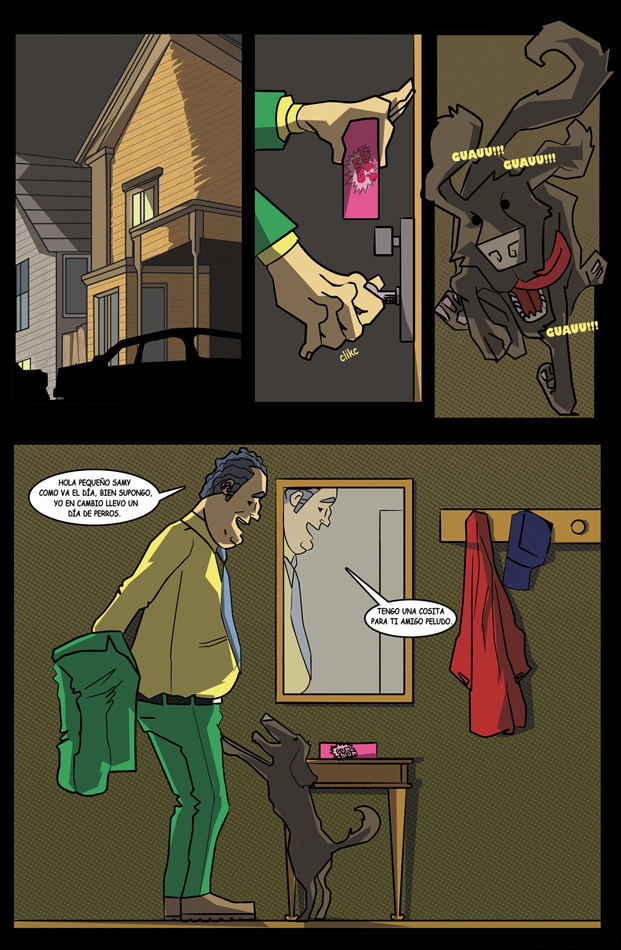 clikc
GUAUU!!!
GUAUU!!!
GUAUU!!!
HOLA PEQUEÑO SAMY
COMO VA EL DÍA, BIEN SUPONGO,
YO EN CAMBIO LLEVO UN
DÍA DE PERROS.
TENGO UNA COSITA
PARA TI AMIGO PELUDO.